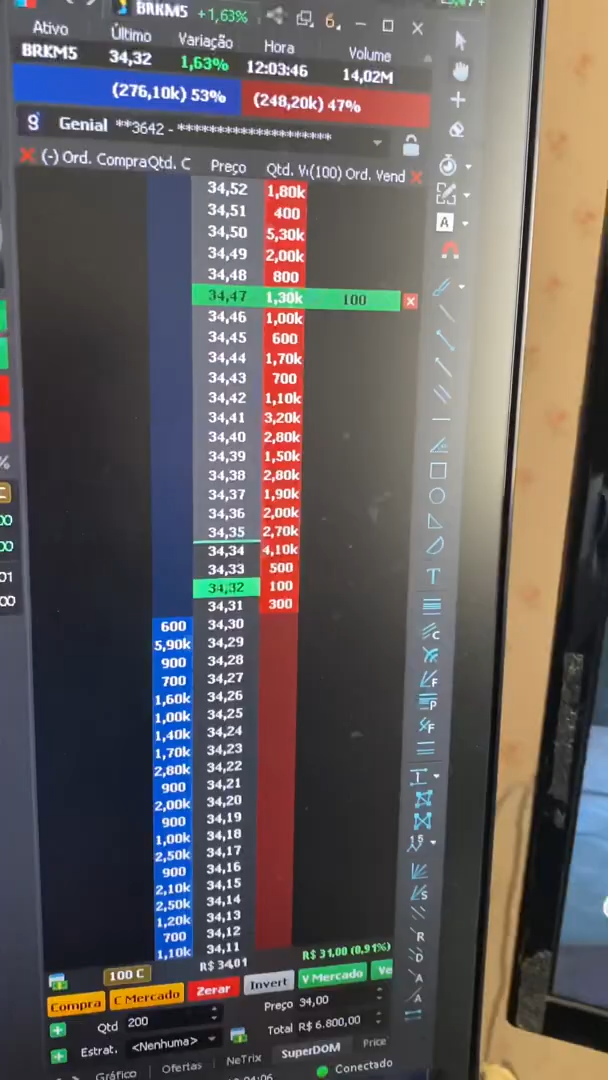 BRKM5 +1,63%
Ativo Último Variação Hora Volume
BRKM5 34,32 1,63% 12:03:46 14,02M
(276,10k) 53% (248,20k) 47%
Genial **3642 - *********************
(-) Ord. Compra Qtd. C Preço Qtd. V (100) Ord. Vend
34,52 1,80k
34,51 400
34,50 5,30k
34,49 2,00k
34,48 800
34,47 1,30k 100
34,46 1,00k
34,45 600
34,44 1,70k
34,43 700
34,42 1,10k
34,41 3,20k
34,40 2,80k
34,39 1,50k
34,38 2,80k
34,37 1,90k
34,36 2,00k
34,35 2,70k
34,34 4,10k
34,33 500
34,32 100
34,31 300
600 34,30
5,90k 34,29
900 34,28
700 34,27
1,60k 34,26
1,00k 34,25
1,40k 34,24
1,70k 34,23
2,80k 34,22
900 34,21
2,00k 34,20
900 34,19
1,00k 34,18
2,50k 34,17
900 34,16
2,10k 34,15
2,50k 34,14
1,20k 34,13
700 34,12
1,10k 34,11
100 C R$ 34,01 R$ 31,00 (0,91%)
Compra C Mercado Zerar Invert V Mercado Ve
Qtd 200 Preço 34,00
Estrat. <Nenhuma> Total R$ 6.800,00
Gráfico Ofertas NeTrix SuperDOM Price
Conectado